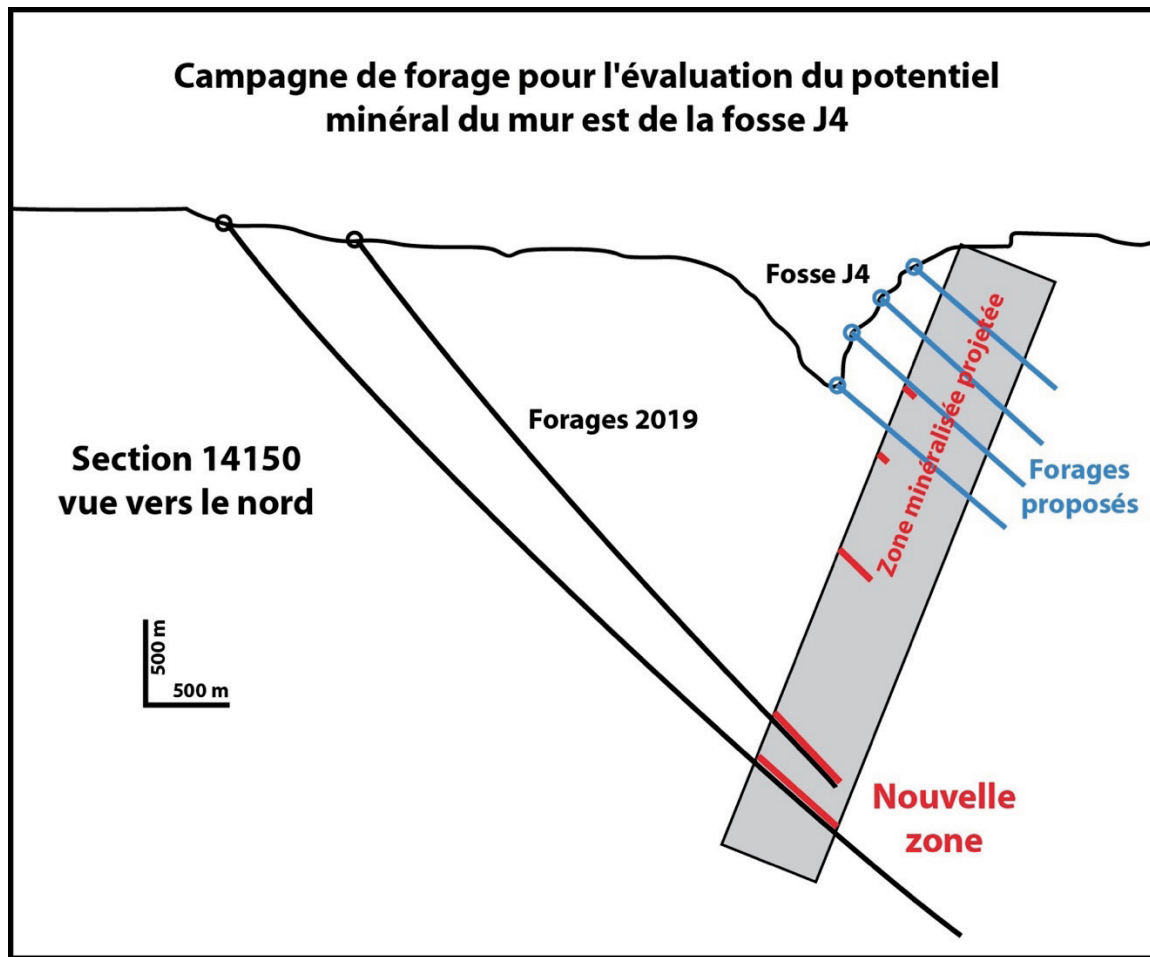 Campagne de forage pour l'évaluation du potentiel
minéral du mur est de la fosse J4
Fosse J4
Zone minéralisée projetée
Forages 2019
Section 14150
vue vers le nord
Forages
proposés
500 m
500 m
Nouvelle
zone